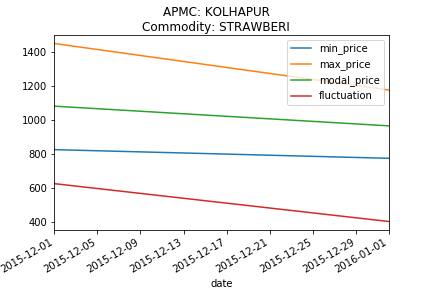 APMC: KOLHAPUR
Commodity: STRAWBERI
min_price
max_price
modal_price
fluctuation
1400
1200
1000
800
600
400
2015-12-01
2015-12-05
2015-12-09
2015-12-13
2015-12-17
2015-12-21
2015-12-25
2015-12-29
2016-01-01
date